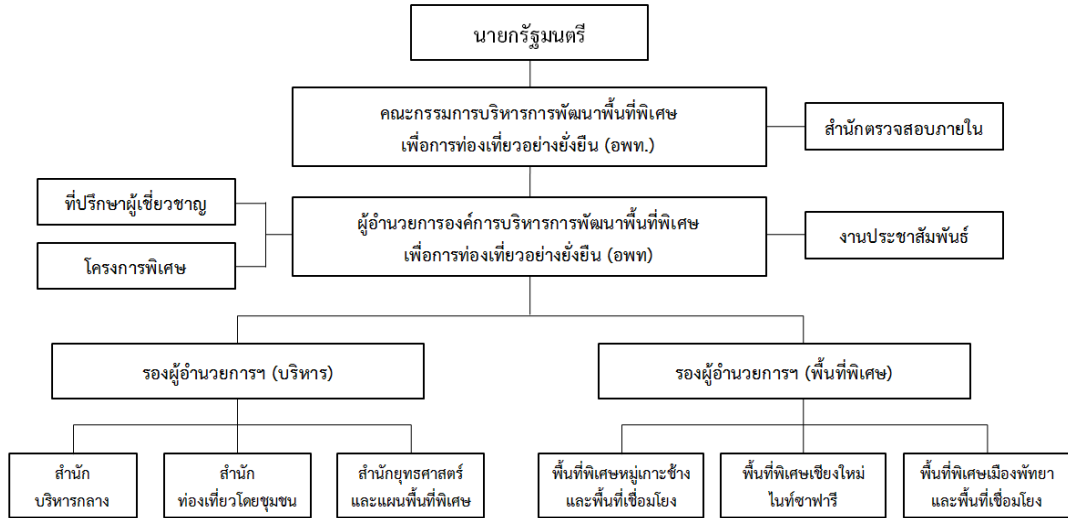 นายกรัฐมนตรี
คณะกรรมการบริหารการพัฒนาพื้นที่พิเศษ
เพื่อการท่องเที่ยวอย่างยั่งยืน (อพท.)
สำนักตรวจสอบภายใน
ที่ปรึกษาผู้เชี่ยวชาญ
โครงการพิเศษ
ผู้อำนวยการองค์การบริหารการพัฒนาพื้นที่พิเศษ
เพื่อการท่องเที่ยวอย่างยั่งยืน (อพท)
งานประชาสัมพันธ์
รองผู้อำนวยการฯ (บริหาร)
รองผู้อำนวยการฯ (พื้นที่พิเศษ)
สำนัก
บริหารกลาง
สำนัก
ท่องเที่ยวโดยชุมชน
สำนักยุทธศาสตร์
และแผนพื้นที่พิเศษ
พื้นที่พิเศษหมู่เกาะช้าง
และพื้นที่เชื่อมโยง
พื้นที่พิเศษเชียงใหม่
ไนท์ซาฟารี
พื้นที่พิเศษเมืองพัทยา
และพื้นที่เชื่อมโยง